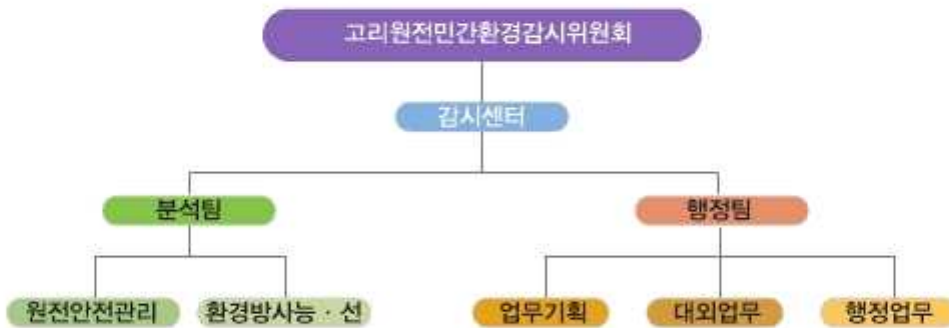 고리원전민간환경감시위원회
감시센터
분석팀
행정팀
원전안전관리
환경방사능 · 선
업무기획
대외업무
행정업무